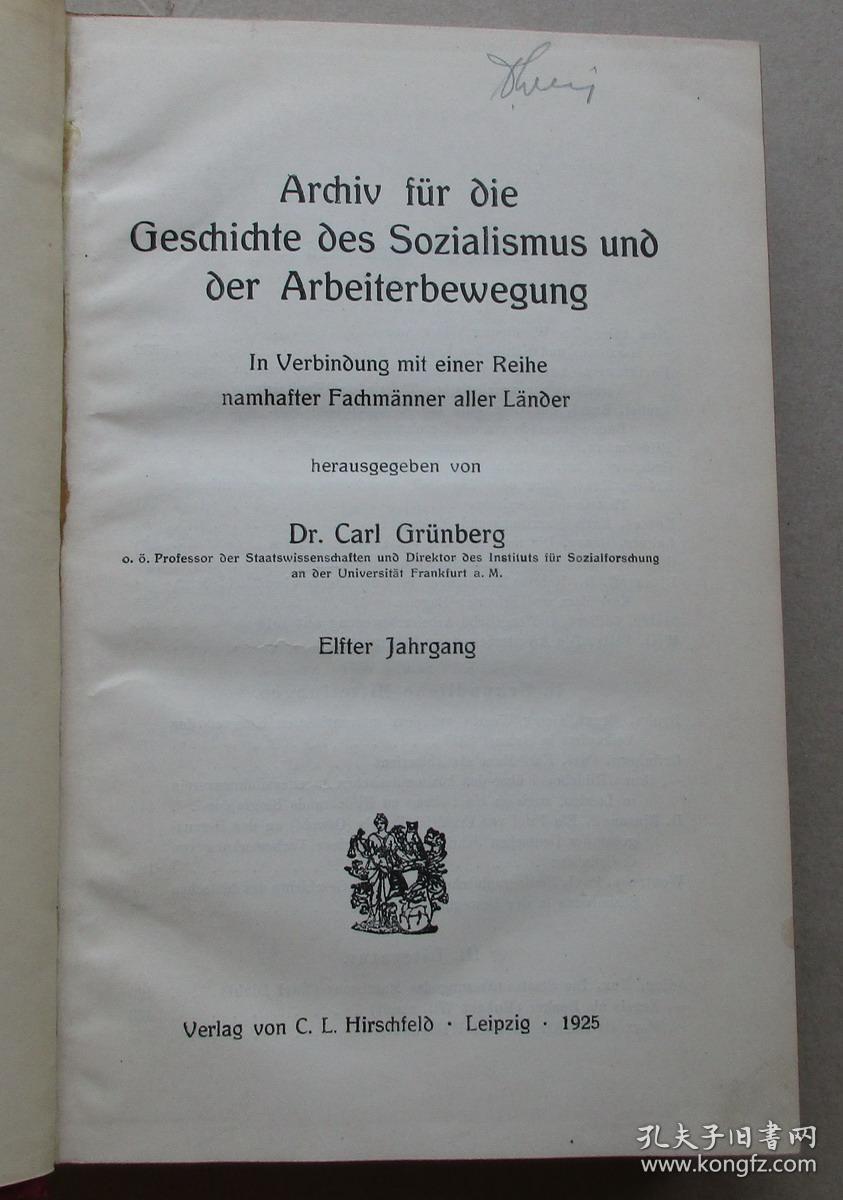 Archiv für die
Geschichte des Sozialismus und
der Arbeiterbewegung
In Verbindung mit einer Reihe
namhafter Fachmänner aller Länder
herausgegeben von
Dr. Carl Grünberg
o. ö. Professor der Staatswissenschaften und Direktor des Instituts für Sozialforschung
an der Universität Frankfurt a. M.
Elfter Jahrgang
Verlag von C. L. Hirschfeld · Leipzig · 1925
孔夫子旧书网
www.kongfz.com